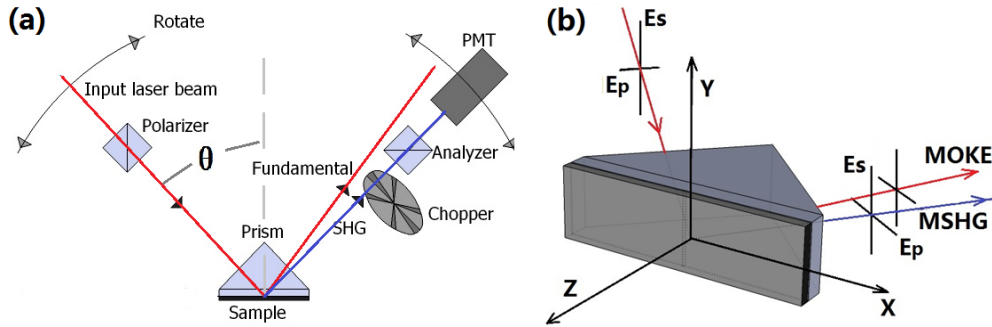 (a)
Rotate
Input laser beam
Polarizer
θ
Fundamental
Prism
SHG
Sample
PMT
Analyzer
Chopper
(b)
Es
Ep
Y
Es
MOKE
MSHG
Ep
Z
X